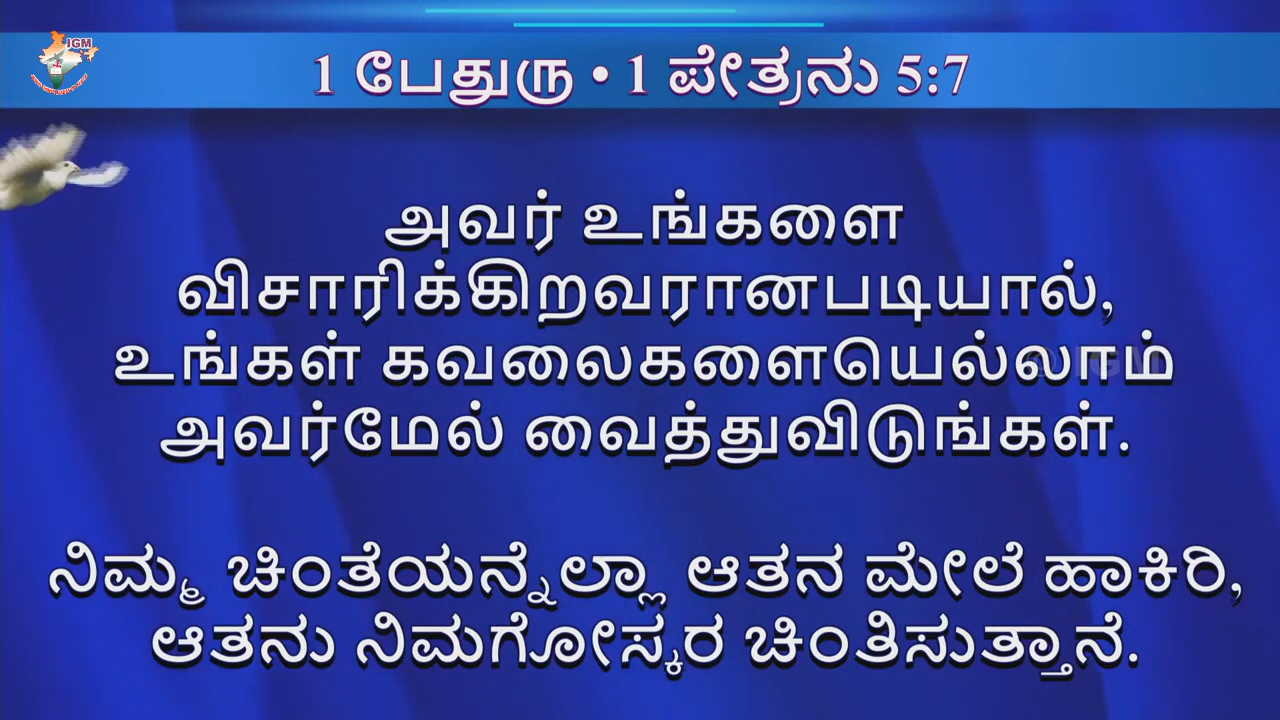 IGM
1 பேதுரு • 1 ಪೇತ್ರನು 5:7
அவர் உங்களை
விசாரிக்கிறவரானபடியால்,
உங்கள் கவலைகளையெல்லாம்
அவர்மேல் வைத்துவிடுங்கள்.
ನಿಮ್ಮ ಚಿಂತೆಯನ್ನೆಲ್ಲಾ ಆತನ ಮೇಲೆ ಹಾಕಿರಿ,
ಆತನು ನಿಮಗೋಸ್ಕರ ಚಿಂತಿಸುತ್ತಾನೆ.